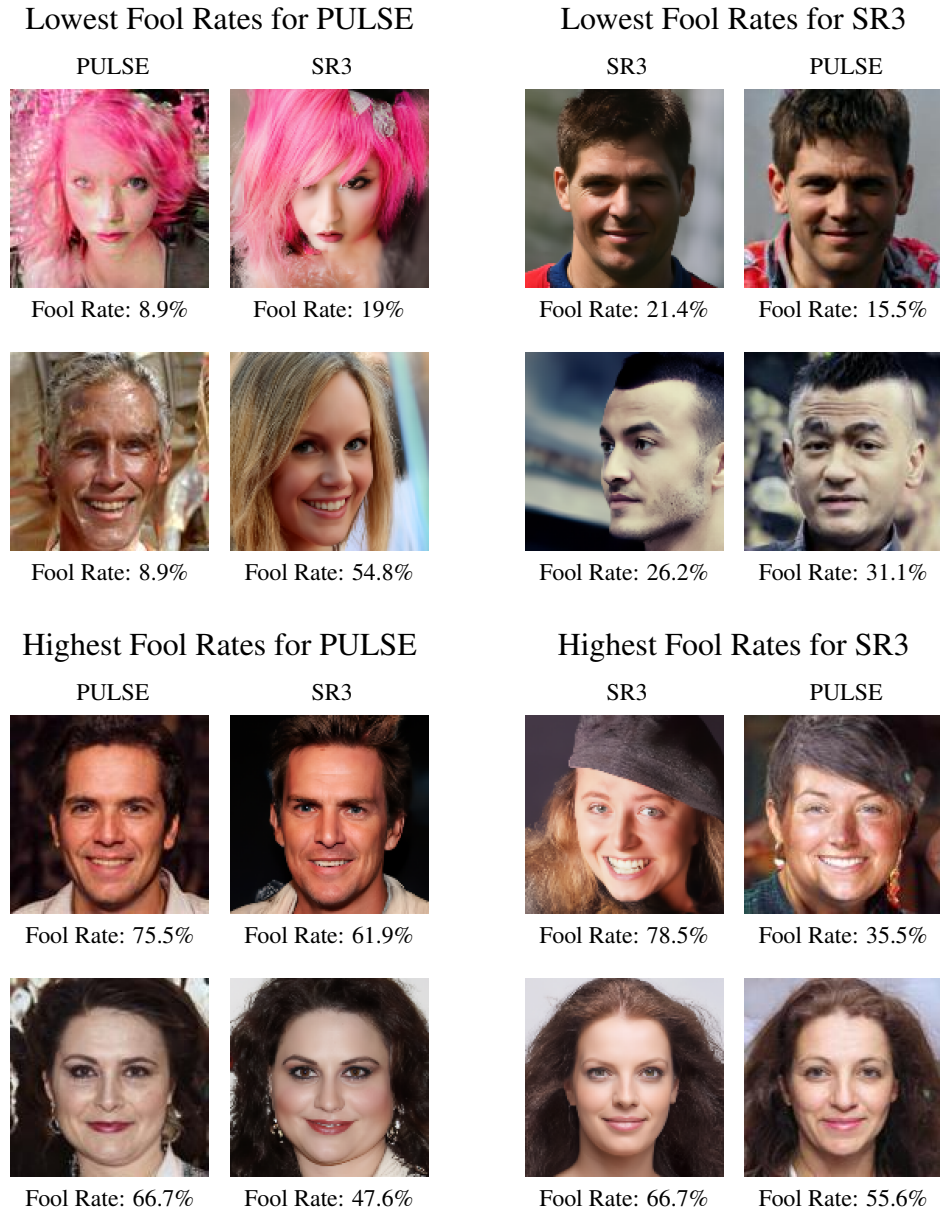 Lowest Fool Rates for PULSE
PULSE SR3
Fool Rate: 8.9% Fool Rate: 19%
Fool Rate: 8.9% Fool Rate: 54.8%
Lowest Fool Rates for SR3
SR3 PULSE
Fool Rate: 21.4% Fool Rate: 15.5%
Fool Rate: 26.2% Fool Rate: 31.1%
Highest Fool Rates for PULSE
PULSE SR3
Fool Rate: 75.5% Fool Rate: 61.9%
Fool Rate: 66.7% Fool Rate: 47.6%
Highest Fool Rates for SR3
SR3 PULSE
Fool Rate: 78.5% Fool Rate: 35.5%
Fool Rate: 66.7% Fool Rate: 55.6%